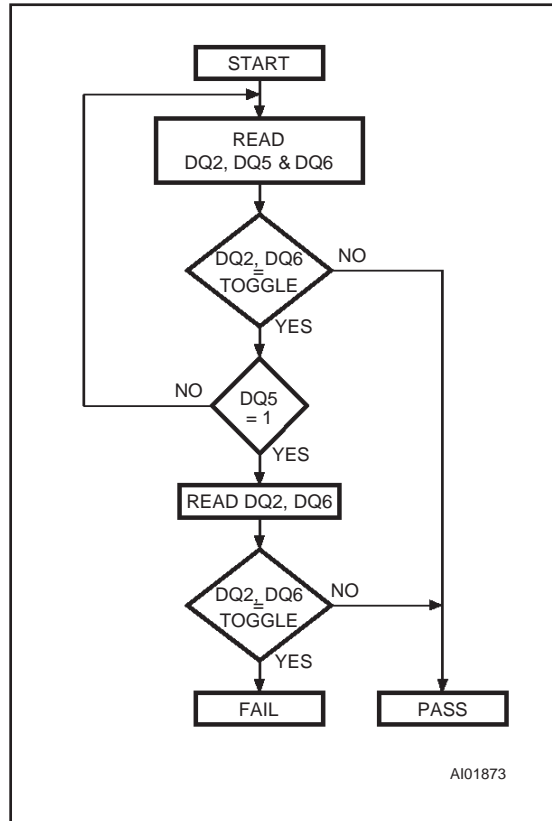 START
READ
DQ2, DQ5 & DQ6
DQ2, DQ6
=
TOGGLE
NO
YES
NO
DQ5
= 1
YES
READ DQ2, DQ6
DQ2, DQ6
=
TOGGLE
NO
YES
FAIL
PASS
AI01873